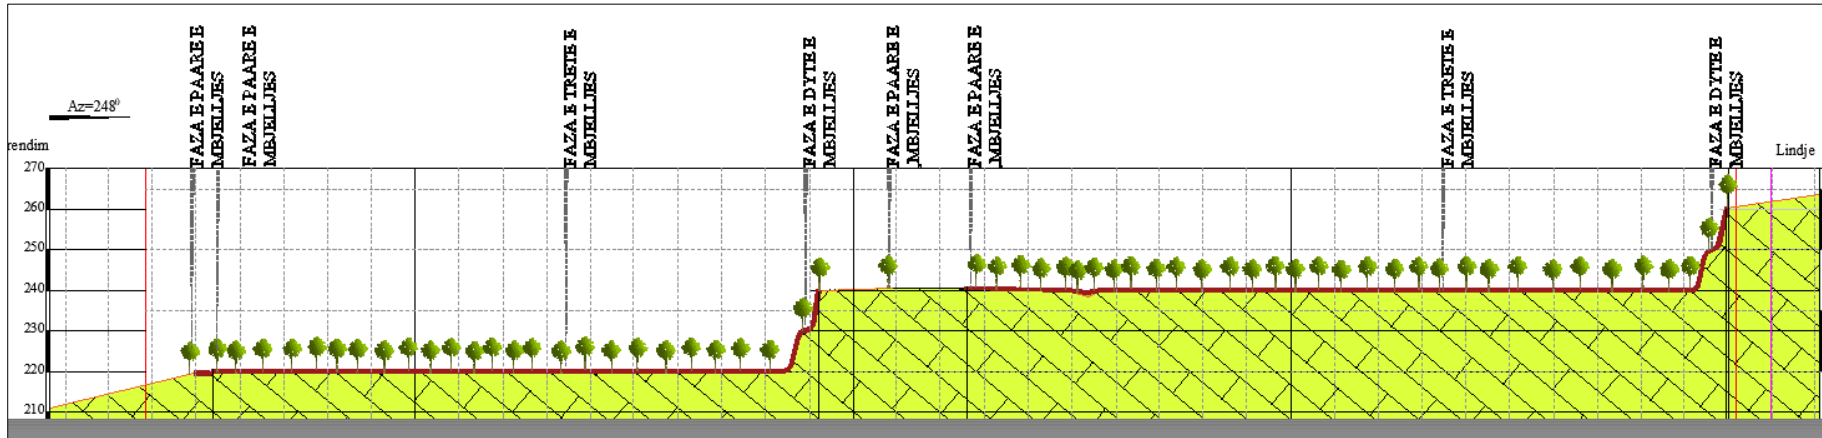 FAZA E PAARE E
MBJELLJES
FAZA E PAARE E
MBJELLJES
FAZA E TRETE E
MBJELLJES
FAZA E DYTE E
MBJELLJES
FAZA E PAARE E
MBJELLJES
FAZA E PAARE E
MBJELLJES
FAZA E TRETE E
MBJELLJES
FAZA E DYTE E
MBJELLJES
Az=248⁰
rendim
Lindje
270
260
250
240
230
220
210